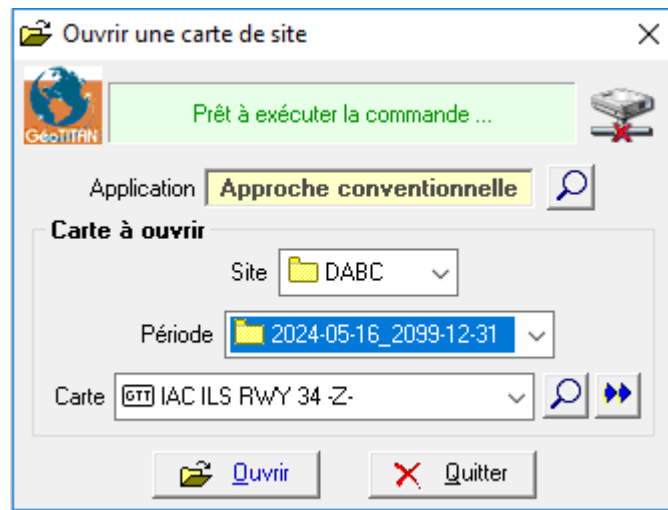 Ouvrir une carte de site
GéoTITAN
Prêt à exécuter la commande ...
Application Approche conventionnelle
Carte à ouvrir
Site DABC
Période 2024-05-16_2099-12-31
Carte GTT IAC ILS RWY 34 -Z-
Ouvrir Quitter